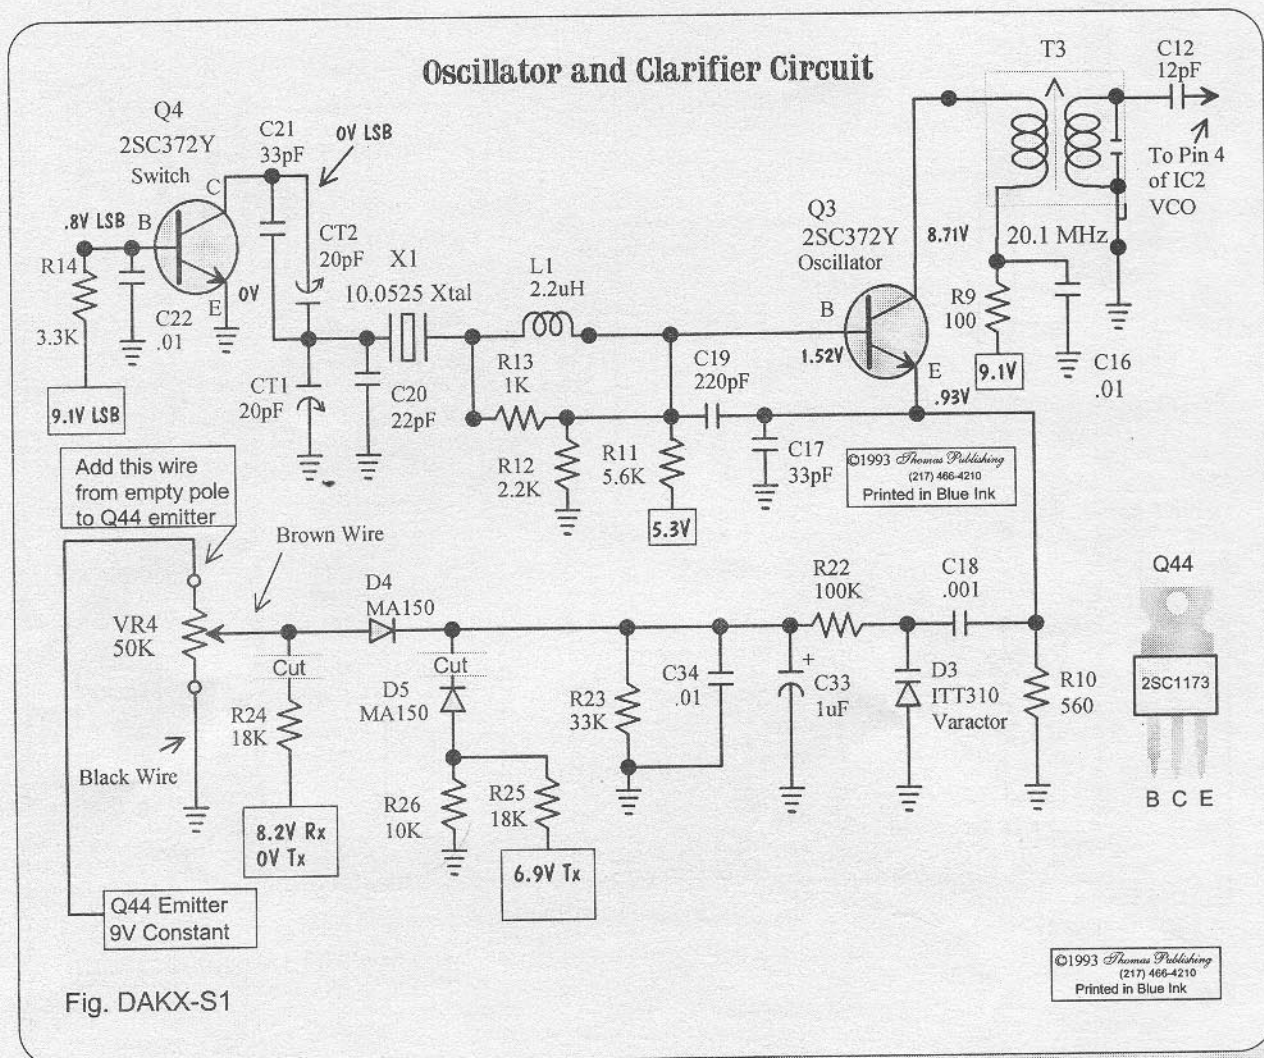 Oscillator and Clarifier Circuit
T3
C12
12pF
Q4
2SC372Y
Switch
C21
33pF
0V LSB
To Pin 4
of IC2
VCO
C
.8V LSB
B
CT2
20pF
Q3
2SC372Y
Oscillator
8.71V
20.1 MHz
R14
3.3K
0V
E
X1
10.0525 Xtal
L1
2.2uH
R9
100
C22
.01
B
1.52V
E
.93V
9.1V
C16
.01
R13
1K
C19
220pF
9.1V LSB
CT1
20pF
C20
22pF
R12
2.2K
R11
5.6K
C17
33pF
©1993 Thomas Publishing
(217) 466-4210
Printed in Blue Ink
Add this wire
from empty pole
to Q44 emitter
5.3V
Brown Wire
Q44
D4
MA150
R22
100K
C18
.001
VR4
50K
Cut
Cut
D5
MA150
R23
33K
C34
.01
+
C33
1uF
D3
ITT310
Varactor
R10
560
2SC1173
R24
18K
Black Wire
B C E
R26
10K
R25
18K
8.2V Rx
0V Tx
6.9V Tx
Q44 Emitter
9V Constant
©1993 Thomas Publishing
(217) 466-4210
Printed in Blue Ink
Fig. DAKX-S1